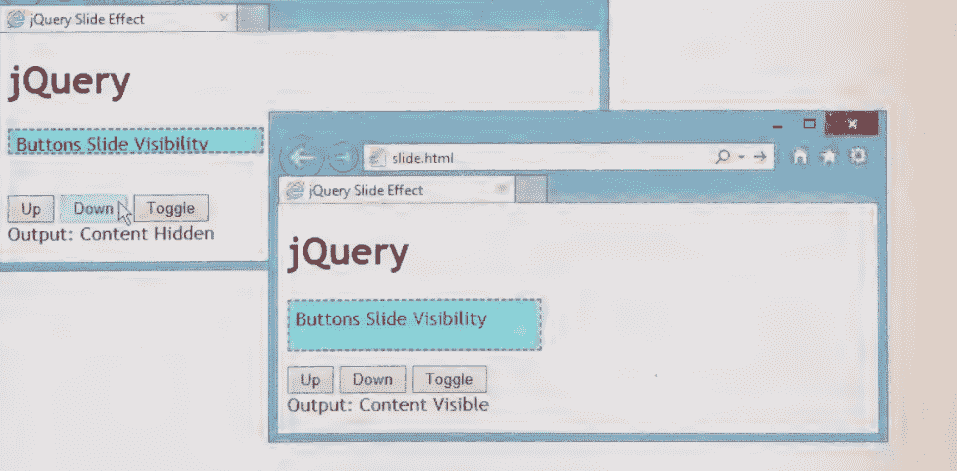 jQuery Slide Effect
jQuery
Buttons Slide Visibility
Up Down Toggle
Output: Content Hidden
slide.html
jQuery Slide Effect
jQuery
Buttons Slide Visibility
Up Down Toggle
Output: Content Visible